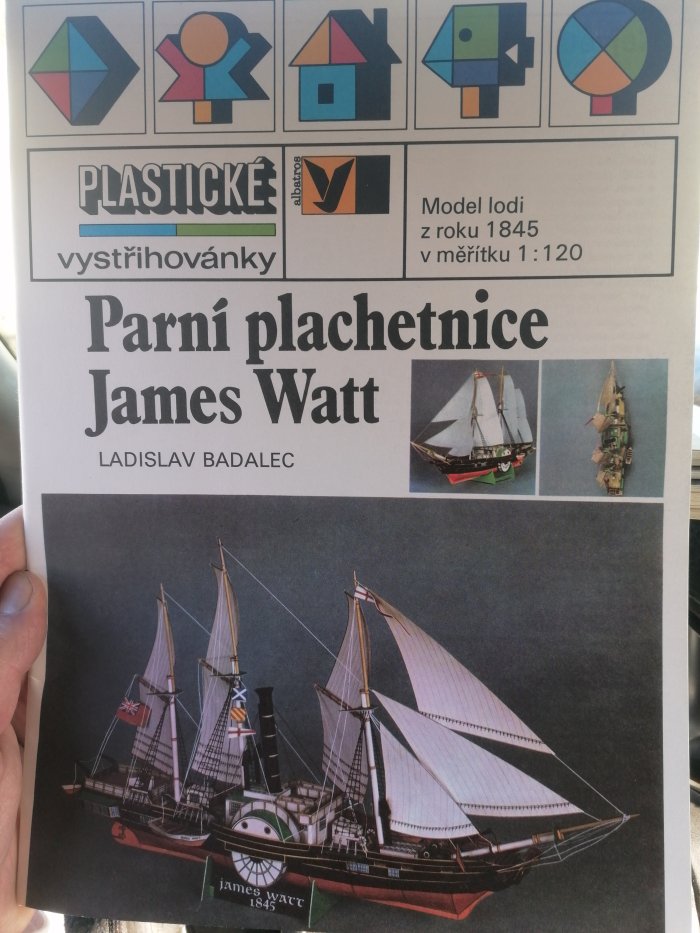 PLASTICKÉ
vystřihovánky
albatros
Model lodi
z roku 1845
v měřítku 1:120
Parní plachetnice
James Watt
LADISLAV BADALEC
JAMES WATT
1845